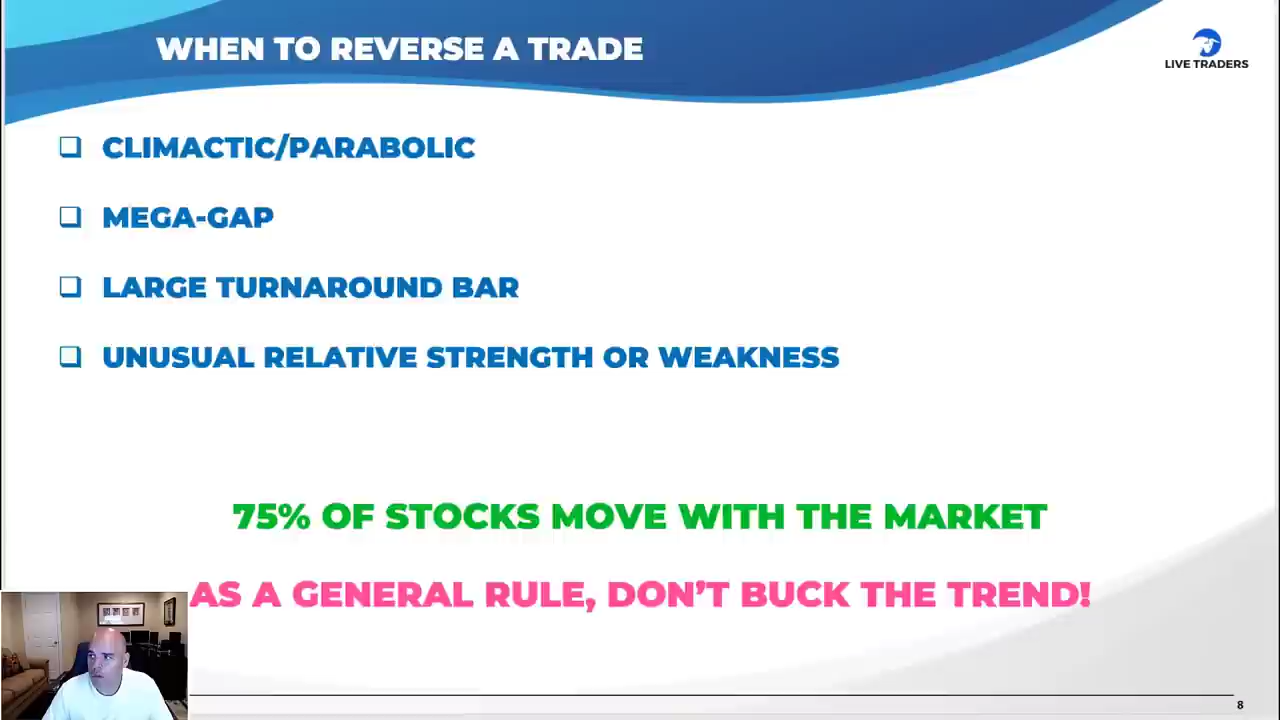 WHEN TO REVERSE A TRADE
LIVE TRADERS
CLIMACTIC/PARABOLIC
MEGA-GAP
LARGE TURNAROUND BAR
UNUSUAL RELATIVE STRENGTH OR WEAKNESS
75% OF STOCKS MOVE WITH THE MARKET
AS A GENERAL RULE, DON'T BUCK THE TREND!
8